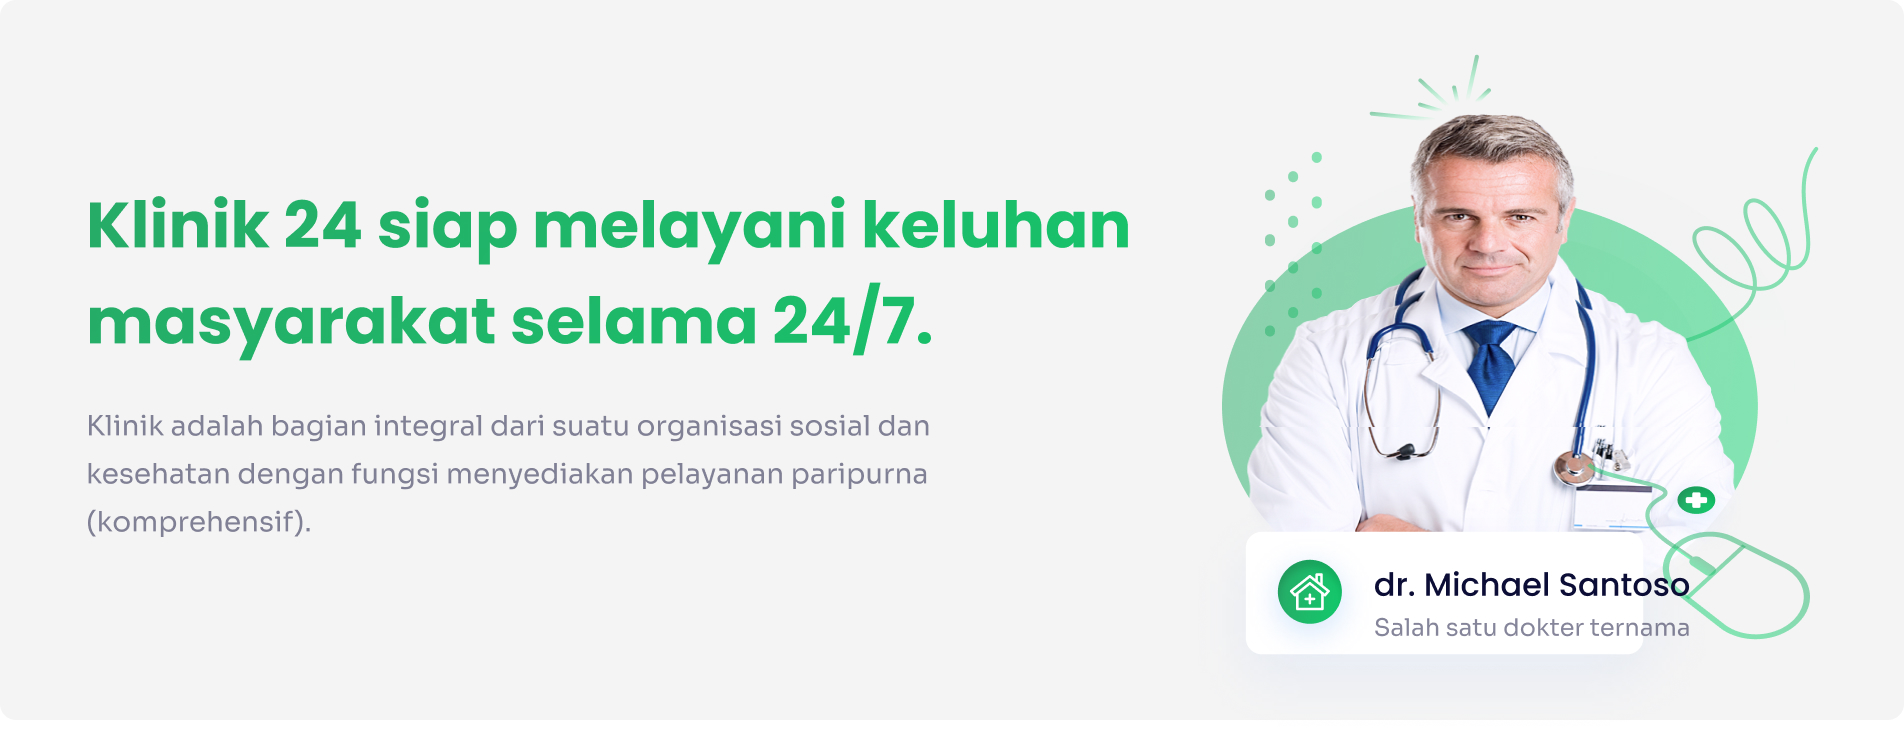 Klinik 24 siap melayani keluhan
masyarakat selama 24/7.
Klinik adalah bagian integral dari suatu organisasi sosial dan
kesehatan dengan fungsi menyediakan pelayanan paripurna
(komprehensif).
dr. Michael Santoso
Salah satu dokter ternama